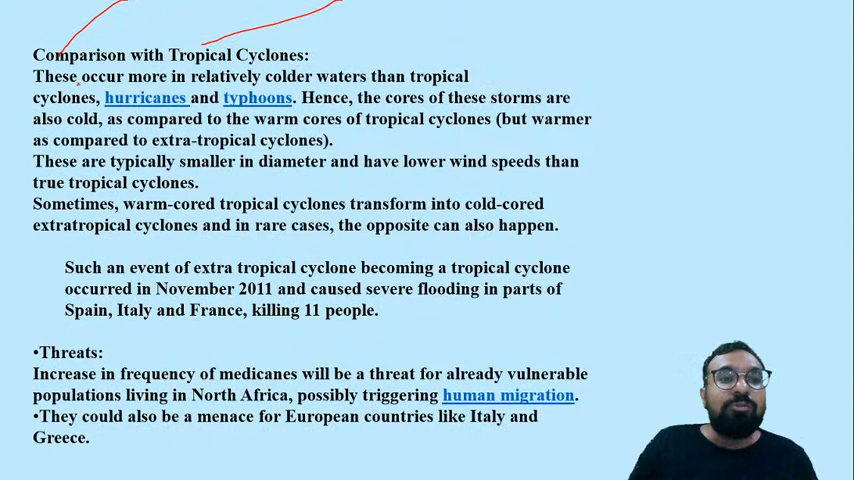 Comparison with Tropical Cyclones:
These occur more in relatively colder waters than tropical
cyclones, hurricanes and typhoons. Hence, the cores of these storms are
also cold, as compared to the warm cores of tropical cyclones (but warmer
as compared to extra-tropical cyclones).
These are typically smaller in diameter and have lower wind speeds than
true tropical cyclones.
Sometimes, warm-cored tropical cyclones transform into cold-cored
extratropical cyclones and in rare cases, the opposite can also happen.
Such an event of extra tropical cyclone becoming a tropical cyclone
occurred in November 2011 and caused severe flooding in parts of
Spain, Italy and France, killing 11 people.
•Threats:
Increase in frequency of medicanes will be a threat for already vulnerable
populations living in North Africa, possibly triggering human migration.
•They could also be a menace for European countries like Italy and
Greece.